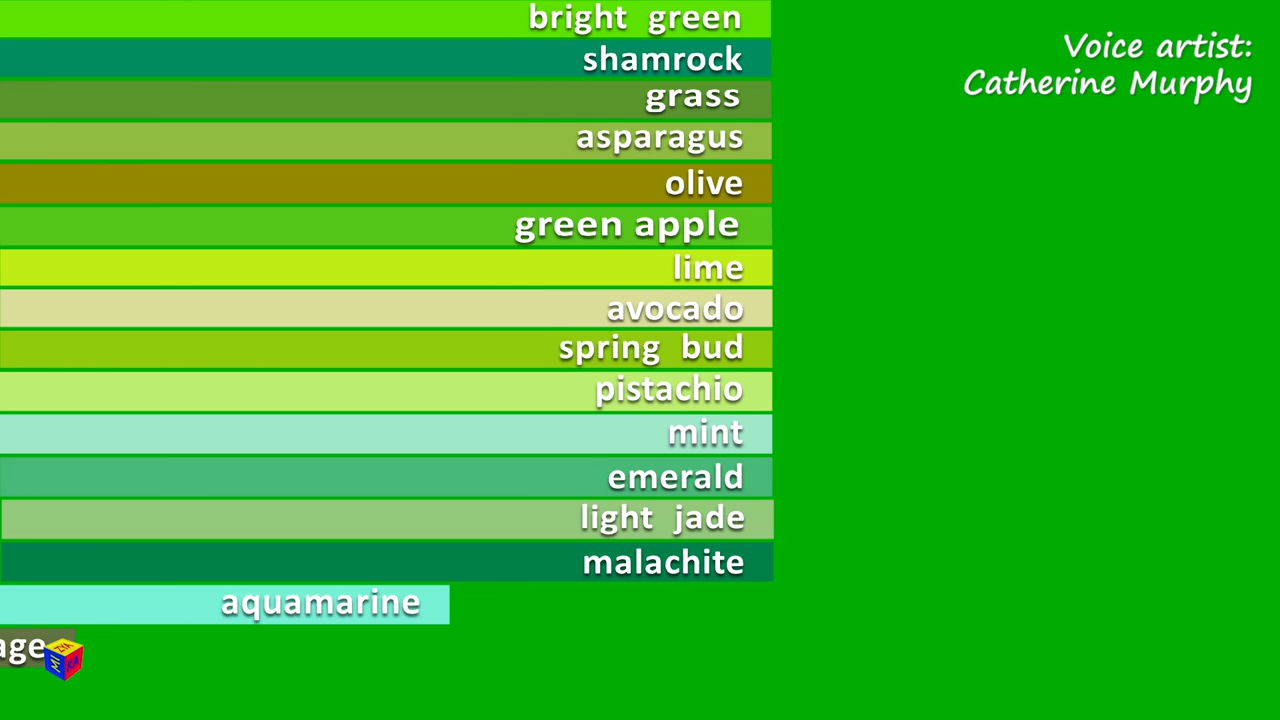 bright green
shamrock
grass
asparagus
olive
green apple
lime
avocado
spring bud
pistachio
mint
emerald
light jade
malachite
aquamarine
age
Voice artist:
Catherine Murphy